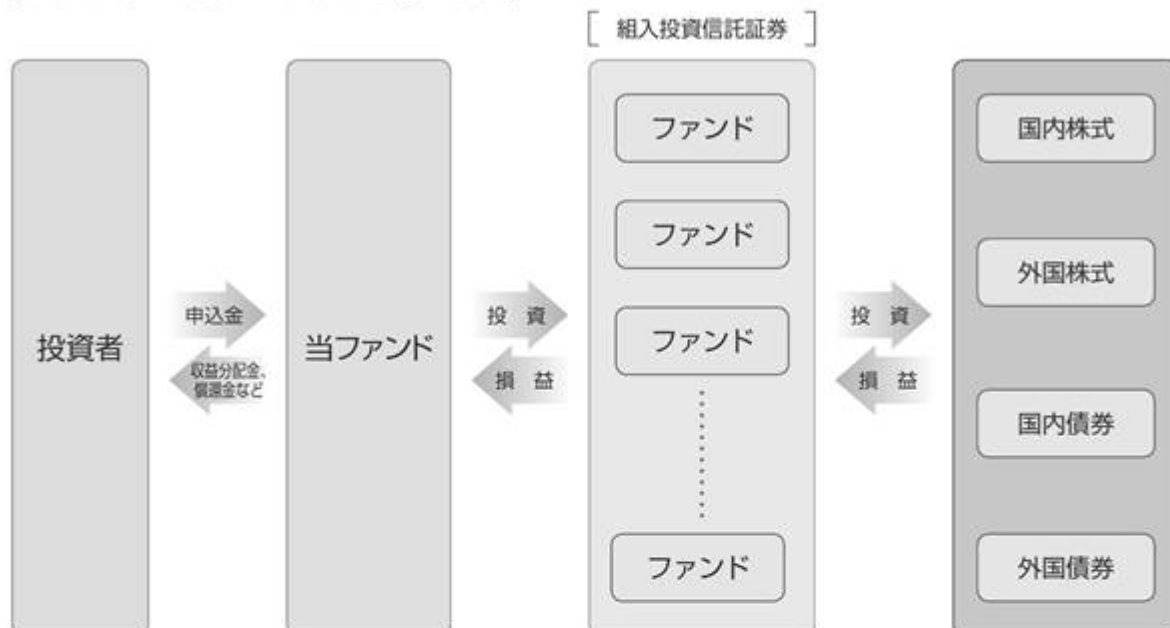 組入投資信託証券
投資者
申込金
収益分配金、
償還金など
当ファンド
投 資
損 益
ファンド
ファンド
ファンド
ファンド
投 資
損 益
国内株式
外国株式
国内債券
外国債券